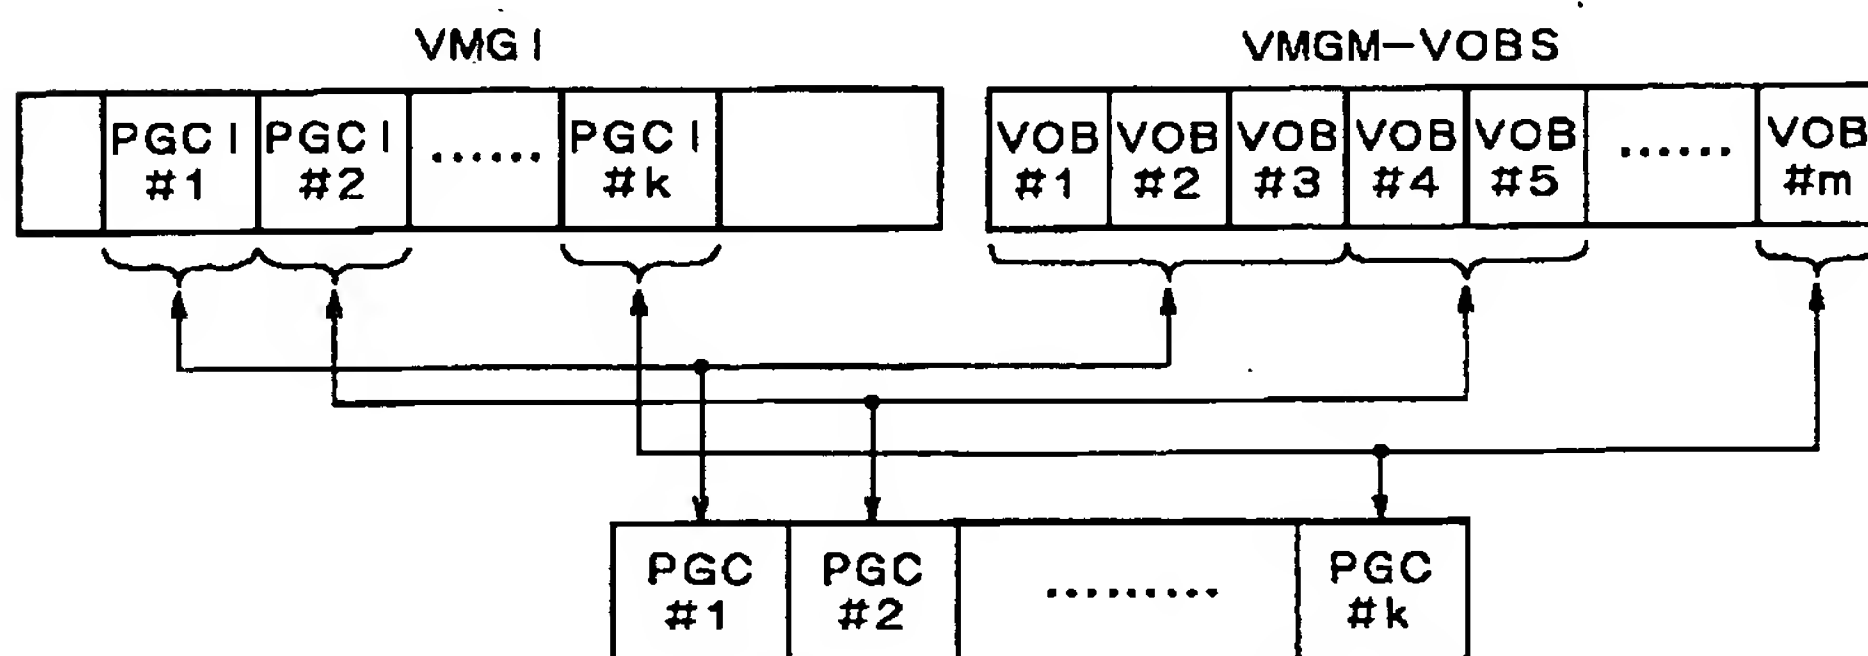 VMGI
VMGM-VOBS
PGCI #1
PGCI #2
......
PGCI #k
VOB #1
VOB #2
VOB #3
VOB #4
VOB #5
......
VOB #m
PGC #1
PGC #2
.........
PGC #k